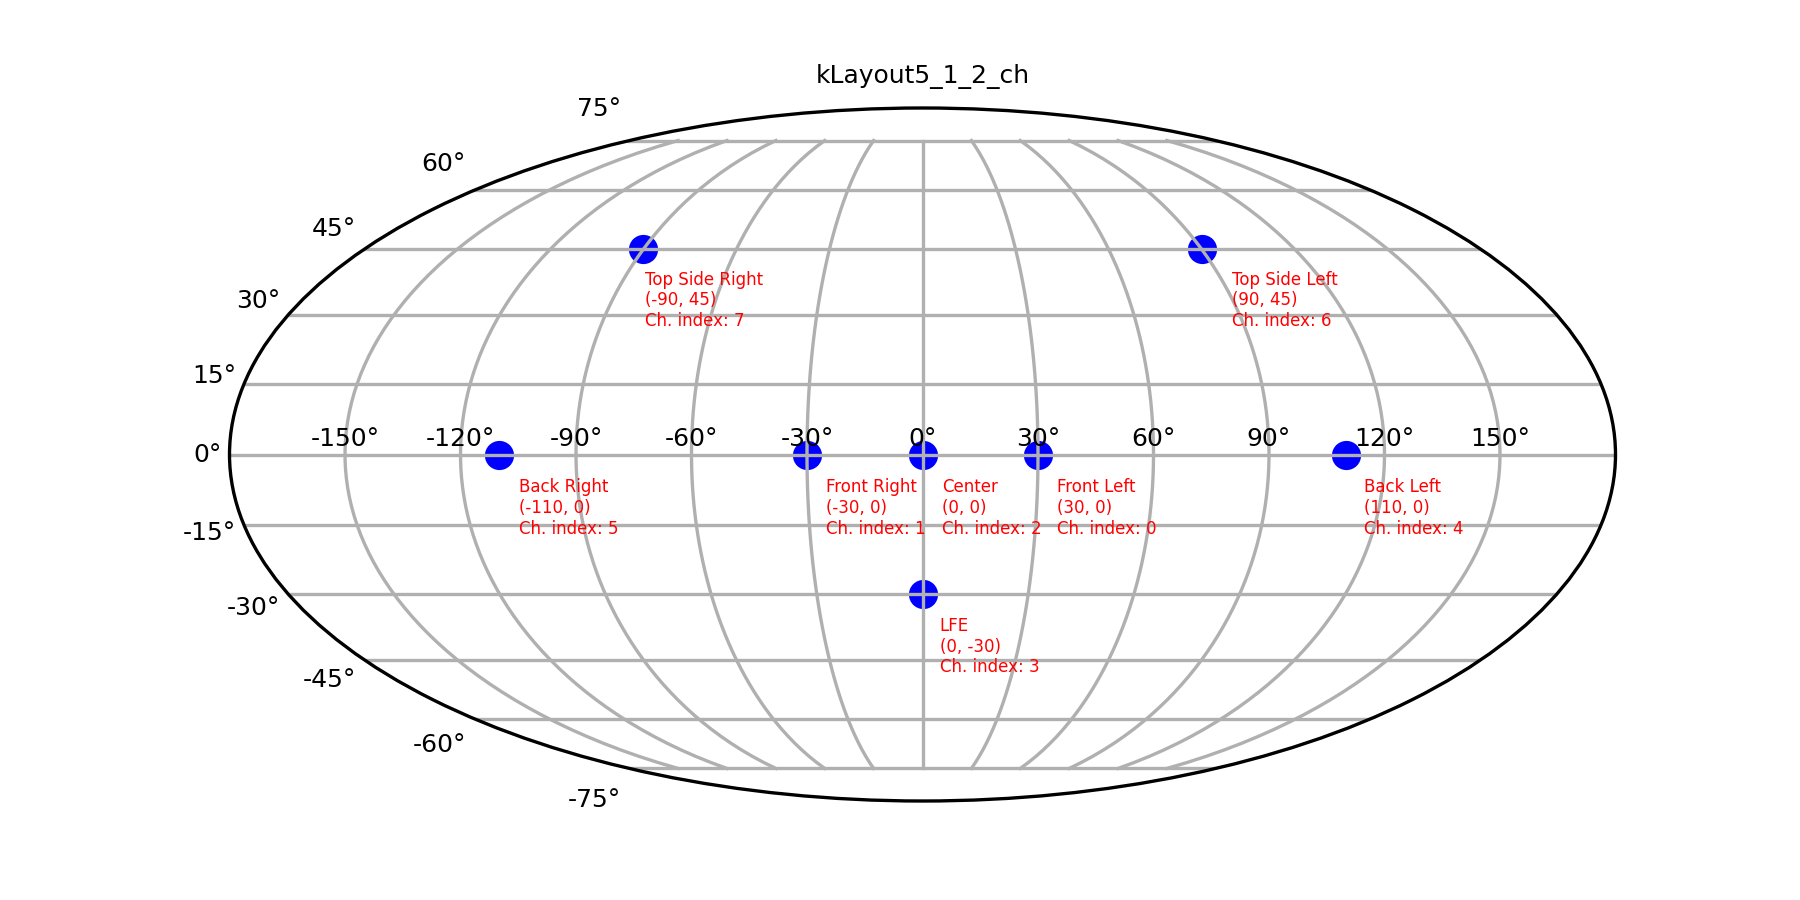 kLayout5_1_2_ch
75°
60°
45°
30°
15°
0°
-15°
-30°
-45°
-60°
-75°
-150° -120° -90° -60° -30° 0° 30° 60° 90° 120° 150°
Top Side Right
(-90, 45)
Ch. index: 7
Top Side Left
(90, 45)
Ch. index: 6
Back Right
(-110, 0)
Ch. index: 5
Front Right
(-30, 0)
Ch. index: 1
Center
(0, 0)
Ch. index: 2
Front Left
(30, 0)
Ch. index: 0
Back Left
(110, 0)
Ch. index: 4
LFE
(0, -30)
Ch. index: 3